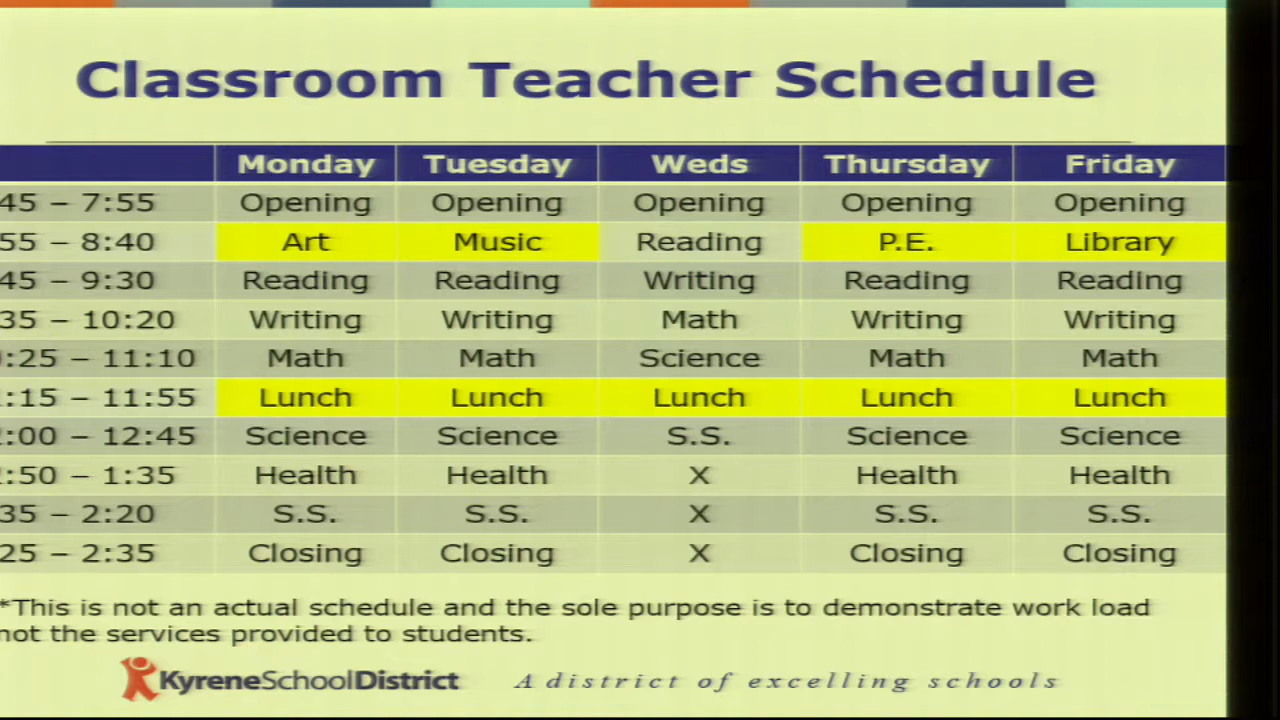 Classroom Teacher Schedule
Monday Tuesday Weds Thursday Friday
45 – 7:55 Opening Opening Opening Opening Opening
55 – 8:40 Art Music Reading P.E. Library
45 – 9:30 Reading Reading Writing Reading Reading
35 – 10:20 Writing Writing Math Writing Writing
:25 – 11:10 Math Math Science Math Math
:15 – 11:55 Lunch Lunch Lunch Lunch Lunch
:00 – 12:45 Science Science S.S. Science Science
:50 – 1:35 Health Health X Health Health
35 – 2:20 S.S. S.S. X S.S. S.S.
25 – 2:35 Closing Closing X Closing Closing
*This is not an actual schedule and the sole purpose is to demonstrate work load
not the services provided to students.
KyreneSchoolDistrict A district of excelling schools